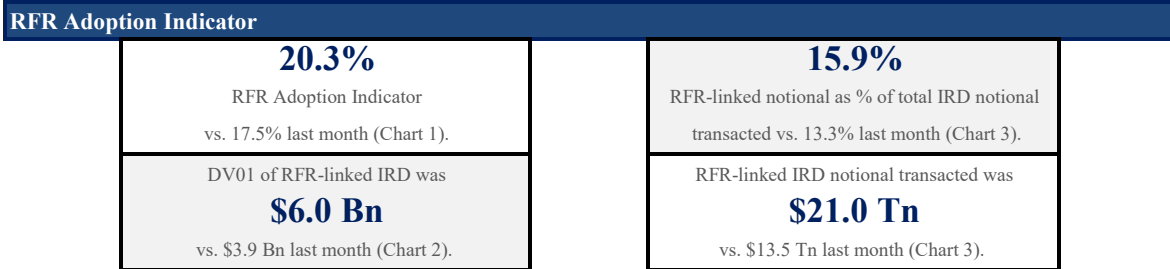 RFR Adoption Indicator
20.3%
RFR Adoption Indicator
vs. 17.5% last month (Chart 1).
15.9%
RFR-linked notional as % of total IRD notional
transacted vs. 13.3% last month (Chart 3).
DV01 of RFR-linked IRD was
$6.0 Bn
vs. $3.9 Bn last month (Chart 2).
RFR-linked IRD notional transacted was
$21.0 Tn
vs. $13.5 Tn last month (Chart 3).